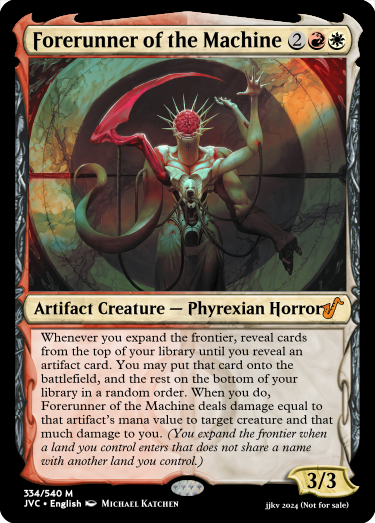 Forerunner of the Machine 2
Artifact Creature — Phyrexian Horror
Whenever you expand the frontier, reveal cards
from the top of your library until you reveal an
artifact card. You may put that card onto the
battlefield, and the rest on the bottom of your
library in a random order. When you do,
Forerunner of the Machine deals damage equal to
that artifact's mana value to target creature and that
much damage to you. (You expand the frontier when
a land you control enters that does not share a name
with another land you control.)
3/3
334/540 M
JVC • English Michael Katchen
jjkv 2024 (Not for sale)